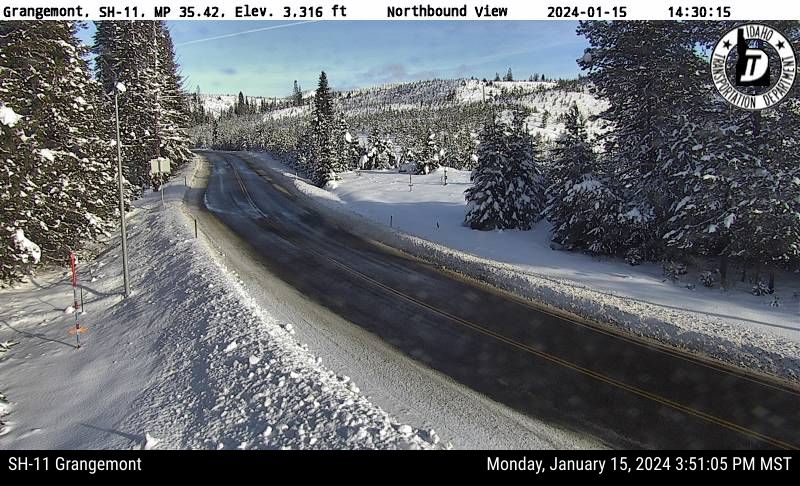 Grangemont, SH-11, MP 35.42, Elev. 3,316 ft Northbound View 2024-01-15 14:30:15
IDAHO
TRANSPORTATION DEPARTMENT
SH-11 Grangemont Monday, January 15, 2024 3:51:05 PM MST